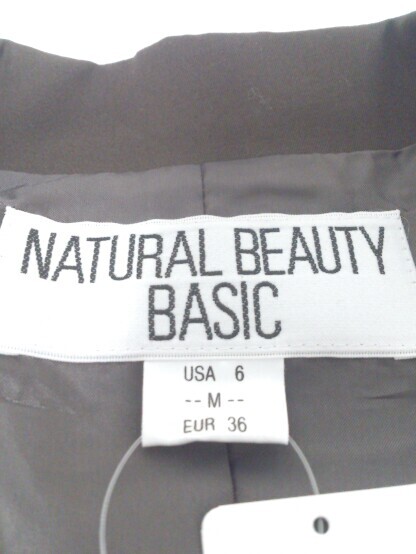 NATURAL BEAUTY
BASIC
USA 6
-- M --
EUR 36